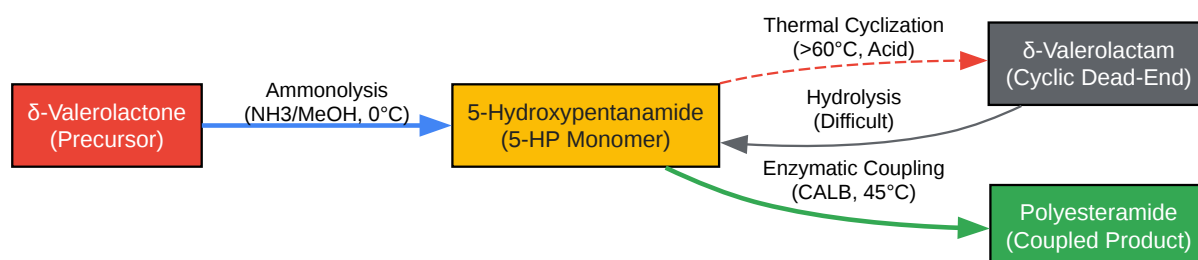 δ-Valerolactone
(Precursor)
Ammonolysis
(NH3/MeOH, 0°C)
5-Hydroxypentanamide
(5-HP Monomer)
Thermal Cyclization
(>60°C, Acid)
δ-Valerolactam
(Cyclic Dead-End)
Hydrolysis
(Difficult)
Enzymatic Coupling
(CALB, 45°C)
Polyesteramide
(Coupled Product)